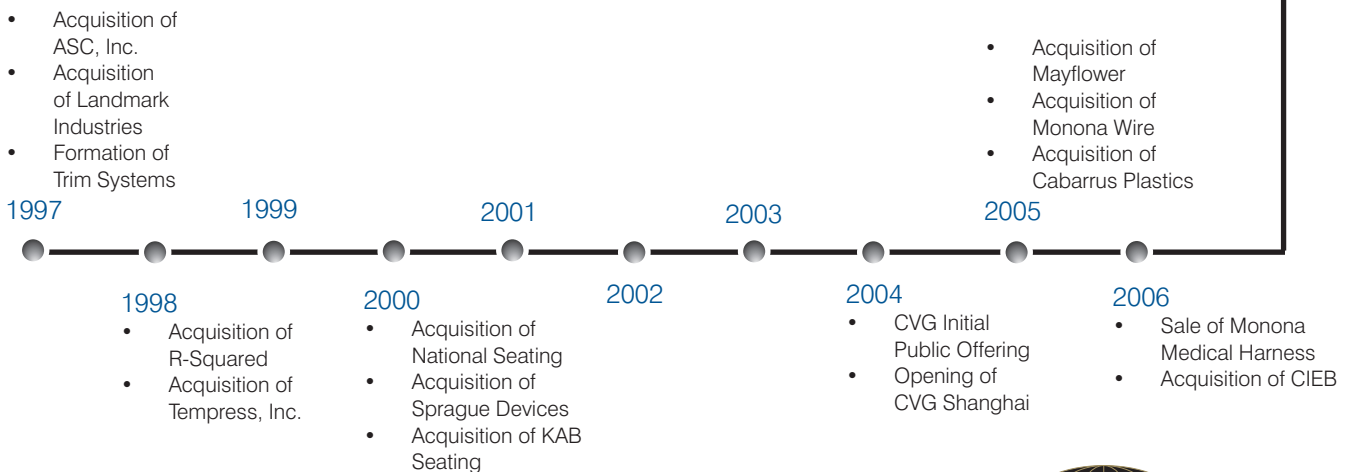 • Acquisition of
ASC, Inc.
• Acquisition
of Landmark
Industries
• Formation of
Trim Systems
• Acquisition of
Mayflower
• Acquisition of
Monona Wire
• Acquisition of
Cabarrus Plastics
1997
1999
2001
2003
2005
1998
• Acquisition of
R-Squared
• Acquisition of
Tempress, Inc.
2000
• Acquisition of
National Seating
• Acquisition of
Sprague Devices
• Acquisition of KAB
Seating
2002
2004
• CVG Initial
Public Offering
• Opening of
CVG Shanghai
2006
• Sale of Monona
Medical Harness
• Acquisition of CIEB